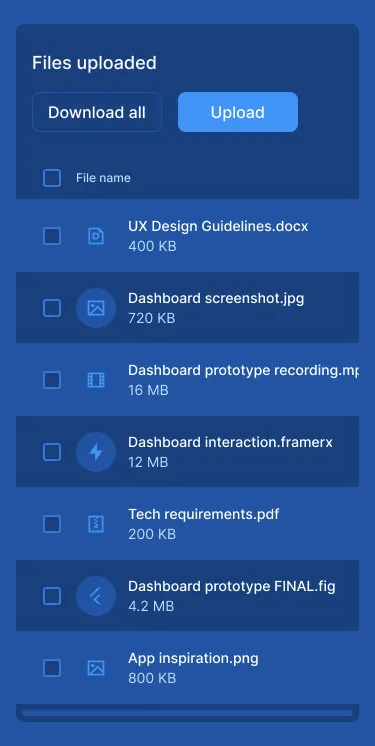 Files uploaded
Download all
Upload
File name
UX Design Guidelines.docx
400 KB
Dashboard screenshot.jpg
720 KB
Dashboard prototype recording.mp
16 MB
Dashboard interaction.framerx
12 MB
Tech requirements.pdf
200 KB
Dashboard prototype FINAL.fig
4.2 MB
App inspiration.png
800 KB